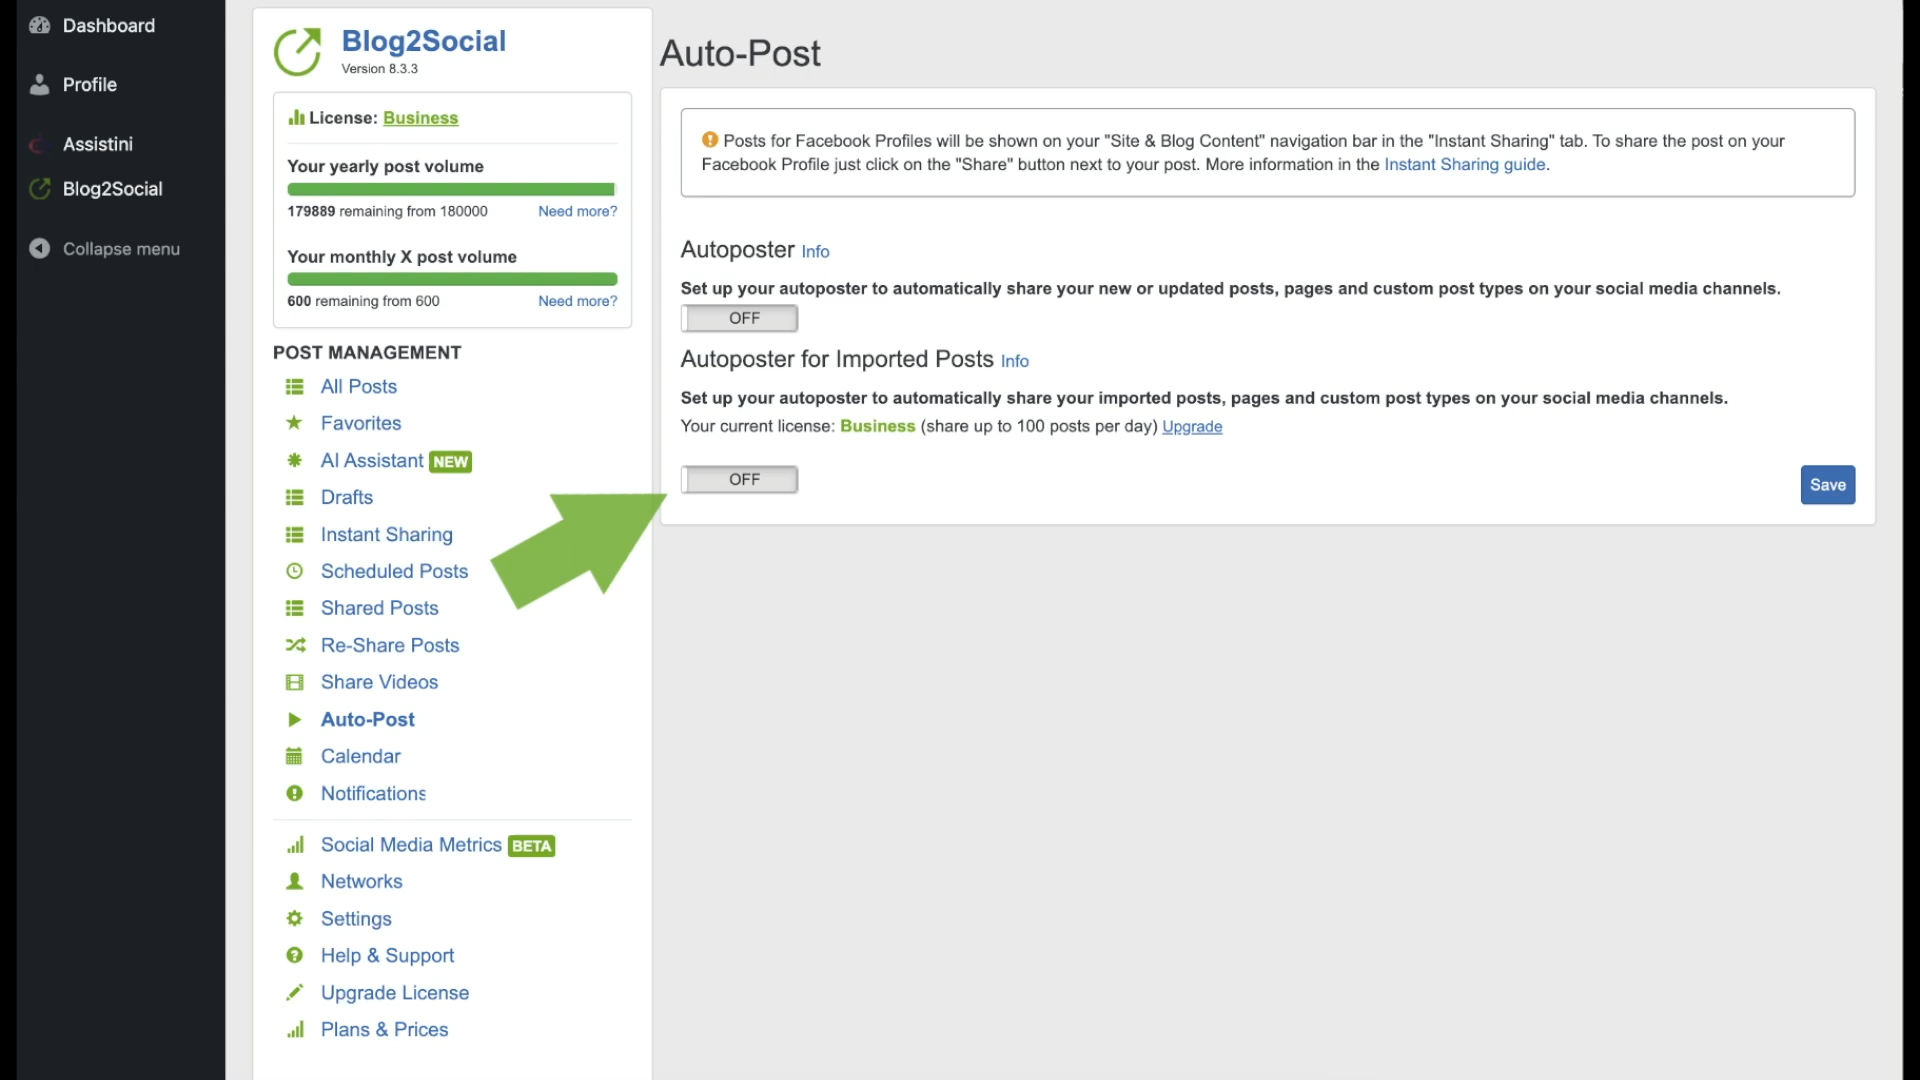 Dashboard
Profile
Assistini
Blog2Social
Collapse menu
Blog2Social
Version 8.3.3
License: Business
Your yearly post volume
179889 remaining from 180000 Need more?
Your monthly X post volume
600 remaining from 600 Need more?
POST MANAGEMENT
All Posts
Favorites
AI Assistant NEW
Drafts
Instant Sharing
Scheduled Posts
Shared Posts
Re-Share Posts
Share Videos
Auto-Post
Calendar
Notifications
Social Media Metrics BETA
Networks
Settings
Help & Support
Upgrade License
Plans & Prices
Auto-Post
Posts for Facebook Profiles will be shown on your "Site & Blog Content" navigation bar in the "Instant Sharing" tab. To share the post on your
Facebook Profile just click on the "Share" button next to your post. More information in the Instant Sharing guide.
Autoposter Info
Set up your autoposter to automatically share your new or updated posts, pages and custom post types on your social media channels.
OFF
Autoposter for Imported Posts Info
Set up your autoposter to automatically share your imported posts, pages and custom post types on your social media channels.
Your current license: Business (share up to 100 posts per day) Upgrade
OFF
Save